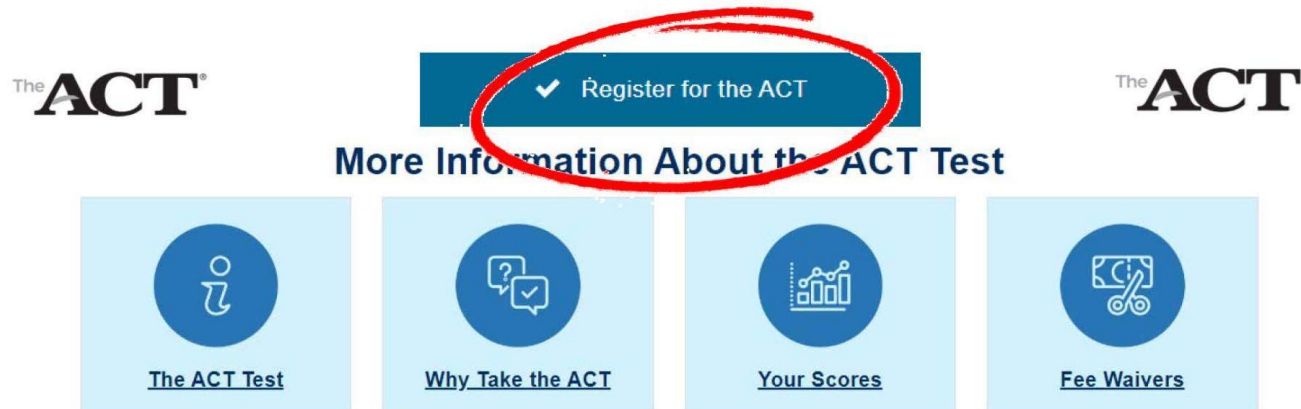 The ACT®
✔ Register for the ACT
The ACT
More Information About the ACT Test
The ACT Test
Why Take the ACT
Your Scores
Fee Waivers